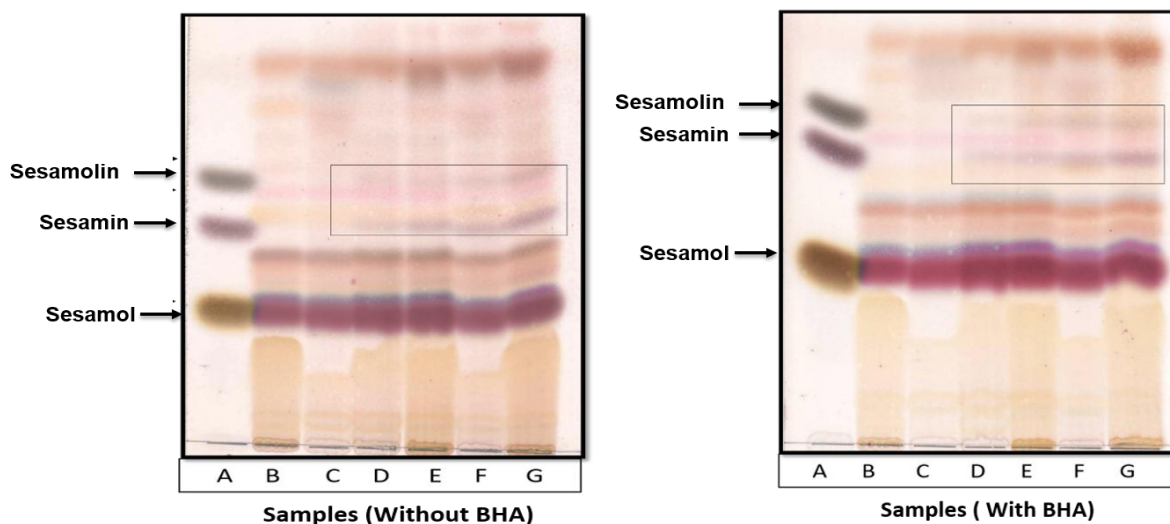 Sesamolin
Sesamin
Sesamol
A B C D E F G
Samples (Without BHA)
Sesamolin
Sesamin
Sesamol
A B C D E F G
Samples ( With BHA)